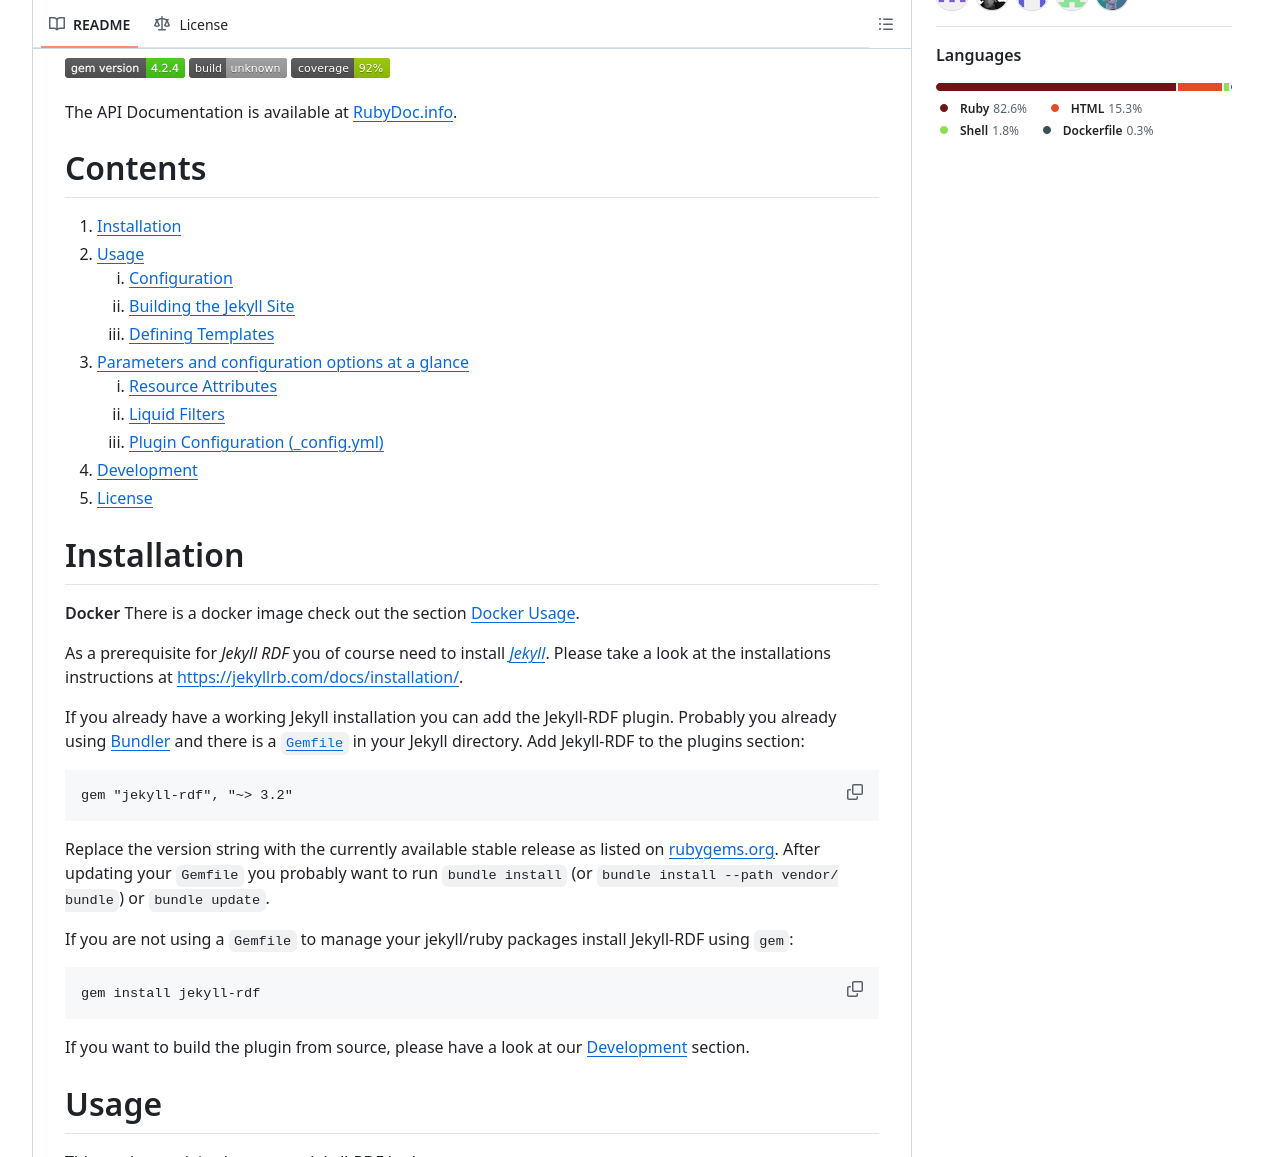 README License
gem version 4.2.4 build unknown coverage 92%
The API Documentation is available at RubyDoc.info.
Contents
1. Installation
2. Usage
i. Configuration
ii. Building the Jekyll Site
iii. Defining Templates
3. Parameters and configuration options at a glance
i. Resource Attributes
ii. Liquid Filters
iii. Plugin Configuration (_config.yml)
4. Development
5. License
Installation
Docker There is a docker image check out the section Docker Usage.
As a prerequisite for Jekyll RDF you of course need to install Jekyll. Please take a look at the installations
instructions at https://jekyllrb.com/docs/installation/.
If you already have a working Jekyll installation you can add the Jekyll-RDF plugin. Probably you already
using Bundler and there is a Gemfile in your Jekyll directory. Add Jekyll-RDF to the plugins section:
gem "jekyll-rdf", "~> 3.2"
Replace the version string with the currently available stable release as listed on rubygems.org. After
updating your Gemfile you probably want to run bundle install (or bundle install --path vendor/
bundle) or bundle update.
If you are not using a Gemfile to manage your jekyll/ruby packages install Jekyll-RDF using gem:
gem install jekyll-rdf
If you want to build the plugin from source, please have a look at our Development section.
Usage
Languages
Ruby 82.6% HTML 15.3%
Shell 1.8% Dockerfile 0.3%